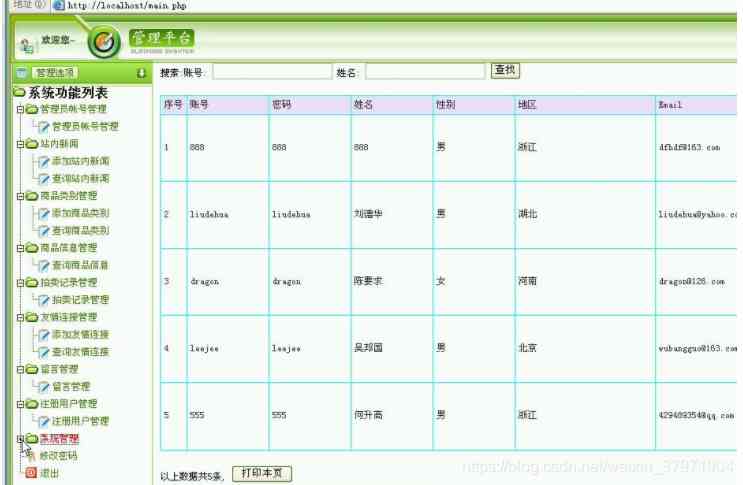 地址(D) http://localhost/main.php
欢迎您~ 管理平台
管理选项
系统功能列表
管理员帐号管理
管理员帐号管理
站内新闻
添加站内新闻
查询站内新闻
商品类别管理
添加商品类别
查询商品类别
商品信息管理
查询商品信息
拍卖记录管理
拍卖记录管理
友情连接管理
添加友情连接
查询友情连接
留言管理
留言管理
注册用户管理
注册用户管理
系统管理
修改密码
退出
搜索:账号: 姓名: 查找
序号 账号 密码 姓名 性别 地区 Email
1 888 888 888 男 浙江 dfhdf@163.com
2 liudehua liudehua 刘德华 男 湖北 liudehua@yahoo.co
3 dragon dragon 陈要求 女 河南 dragon@126.com
4 leejee leejee 吴邦国 男 北京 wubangguo@163.com
5 555 555 何升高 男 浙江 429489354@qq.com
以上数据共5条, 打印本页